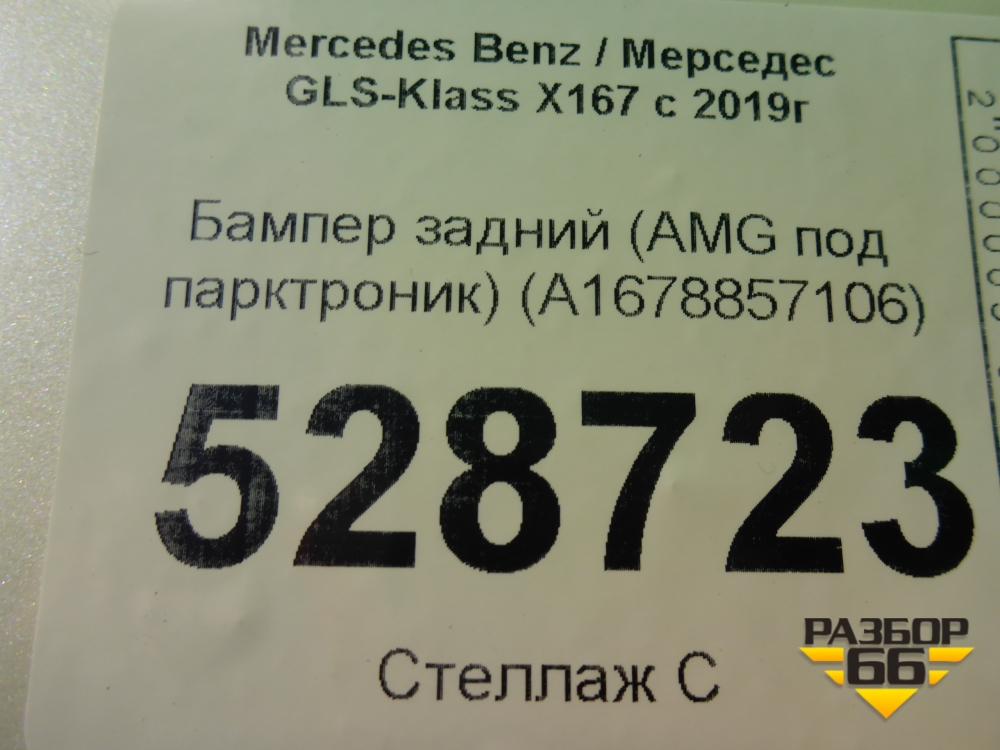 Mercedes Benz / Мерседес
GLS-Klass X167 с 2019г
Бампер задний (AMG под
парктроник) (A1678857106)
528723
Стеллаж С
РАЗБОР
66